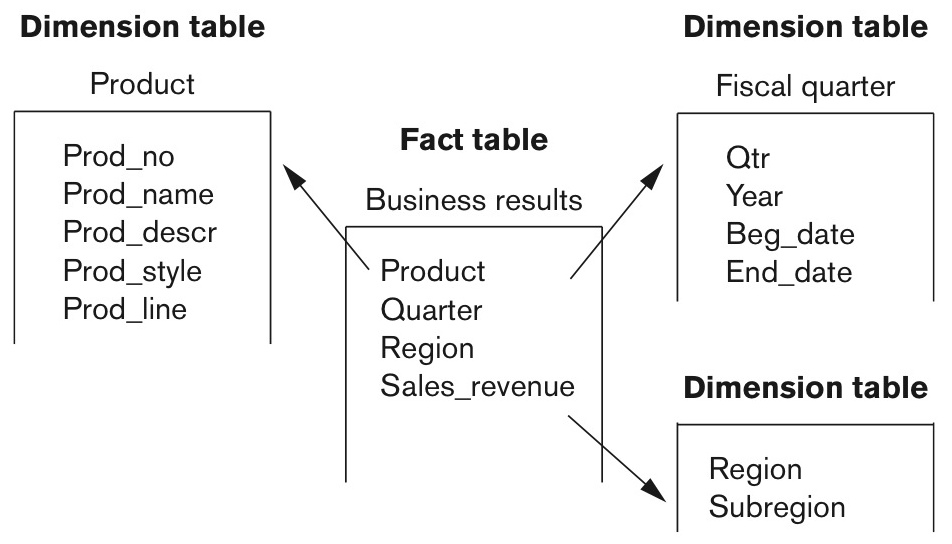 Dimension table
Product
Prod_no
Prod_name
Prod_descr
Prod_style
Prod_line
Fact table
Business results
Product
Quarter
Region
Sales_revenue
Dimension table
Fiscal quarter
Qtr
Year
Beg_date
End_date
Dimension table
Region
Subregion